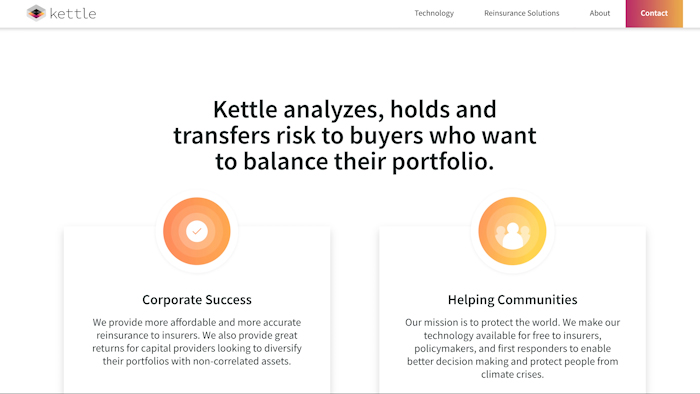 kettle
Technology
Reinsurance Solutions
About
Contact
Kettle analyzes, holds and
transfers risk to buyers who want
to balance their portfolio.
Corporate Success
We provide more affordable and more accurate
reinsurance to insurers. We also provide great
returns for capital providers looking to diversify
their portfolios with non-correlated assets.
Helping Communities
Our mission is to protect the world. We make our
technology available for free to insurers,
policymakers, and first responders to enable
better decision making and protect people from
climate crises.